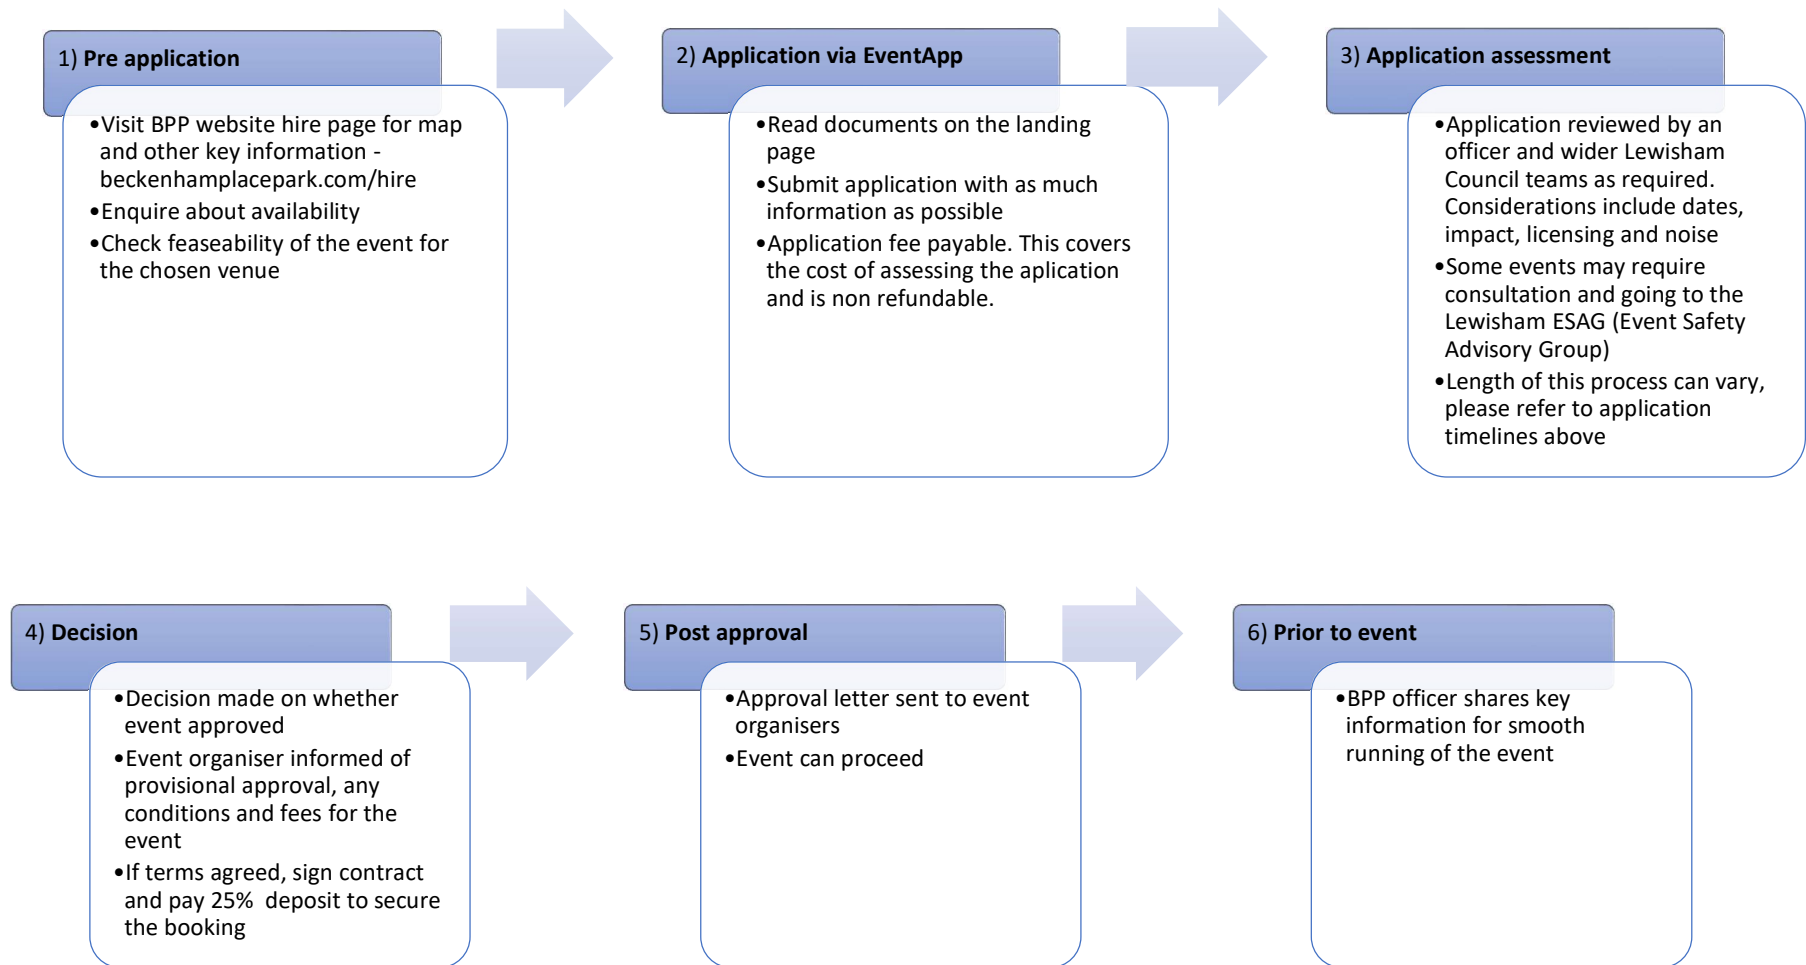 1) Pre application
•Visit BPP website hire page for map
and other key information -
beckenhamplacepark.com/hire
•Enquire about availability
•Check feaseability of the event for
the chosen venue
2) Application via EventApp
•Read documents on the landing
page
•Submit application with as much
information as possible
•Application fee payable. This covers
the cost of assessing the aplication
and is non refundable.
3) Application assessment
•Application reviewed by an
officer and wider Lewisham
Council teams as required.
Considerations include dates,
impact, licensing and noise
•Some events may require
consultation and going to the
Lewisham ESAG (Event Safety
Advisory Group)
•Length of this process can vary,
please refer to application
timelines above
4) Decision
•Decision made on whether
event approved
•Event organiser informed of
provisional approval, any
conditions and fees for the
event
•If terms agreed, sign contract
and pay 25%  deposit to secure
the booking
5) Post approval
•Approval letter sent to event
organisers
•Event can proceed
6) Prior to event
•BPP officer shares key
information for smooth
running of the event